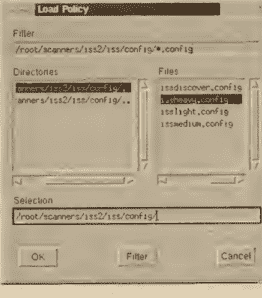 Load Policy
Filter
/root/scanners/iss2/iss/config/*.config
Directories
anners/iss2/iss/config/.
anners/iss2/iss/config/..
Files
issdiscover.config
issheavy.config
isslight.config
issmedium.config
Selection
/root/scanners/iss2/iss/config/
OK
Filter
Cancel